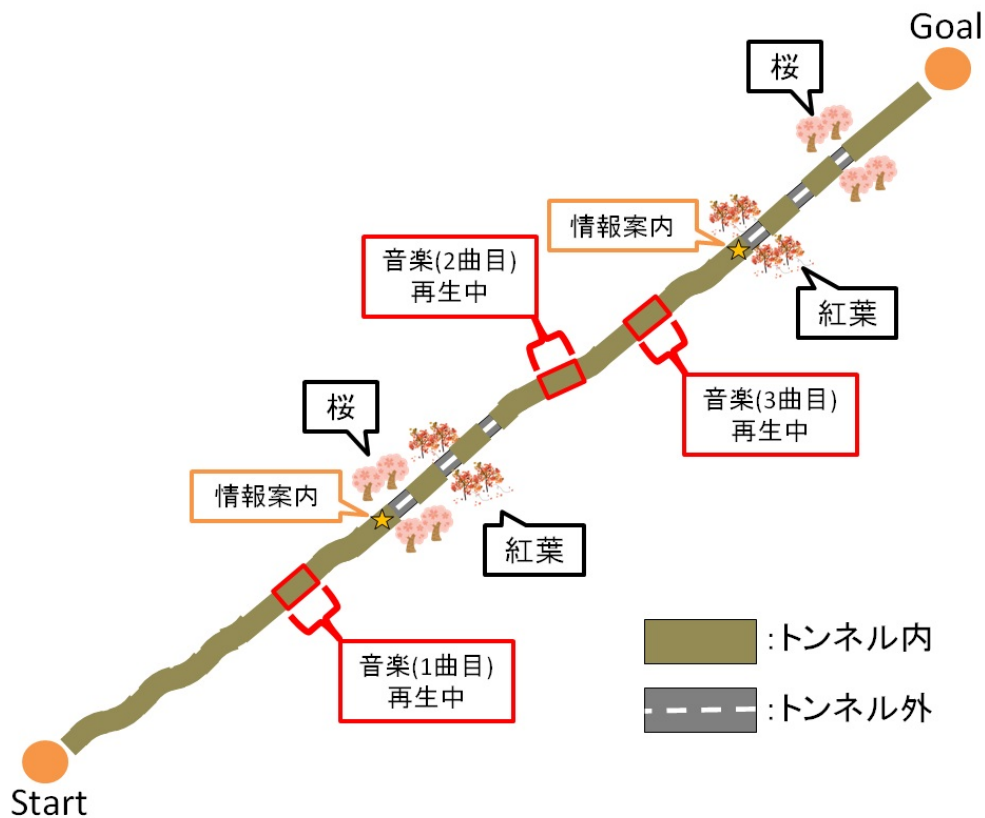 Goal
桜
情報案内
音楽(2曲目)
再生中
紅葉
音楽(3曲目)
再生中
桜
情報案内
紅葉
音楽(1曲目)
再生中
:トンネル内
:トンネル外
Start